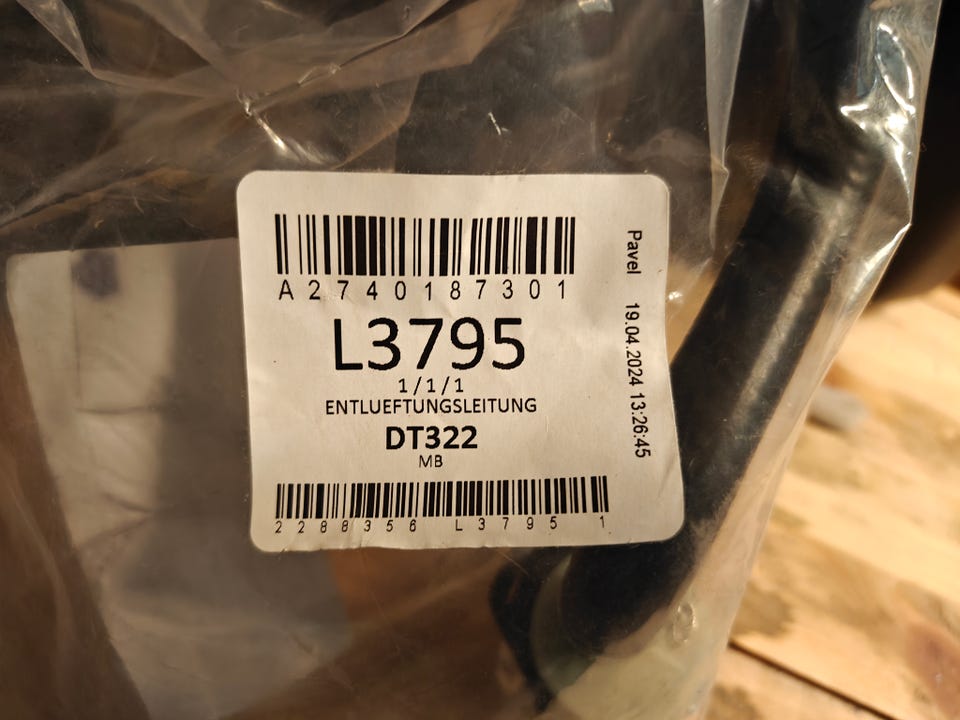 A2740187301
L3795
1/1/1
ENTLUEFTUNGSLEITUNG
DT322
MB
2288356 L3795 1
Pavel 19.04.2024 13:26:45